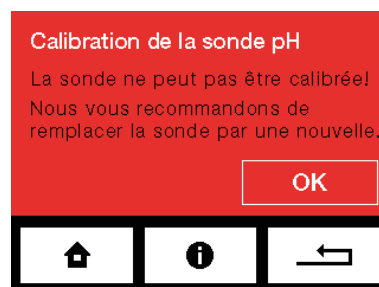 Calibration de la sonde pH
La sonde ne peut pas être calibrée!
Nous vous recommandons de
remplacer la sonde par une nouvelle.
OK